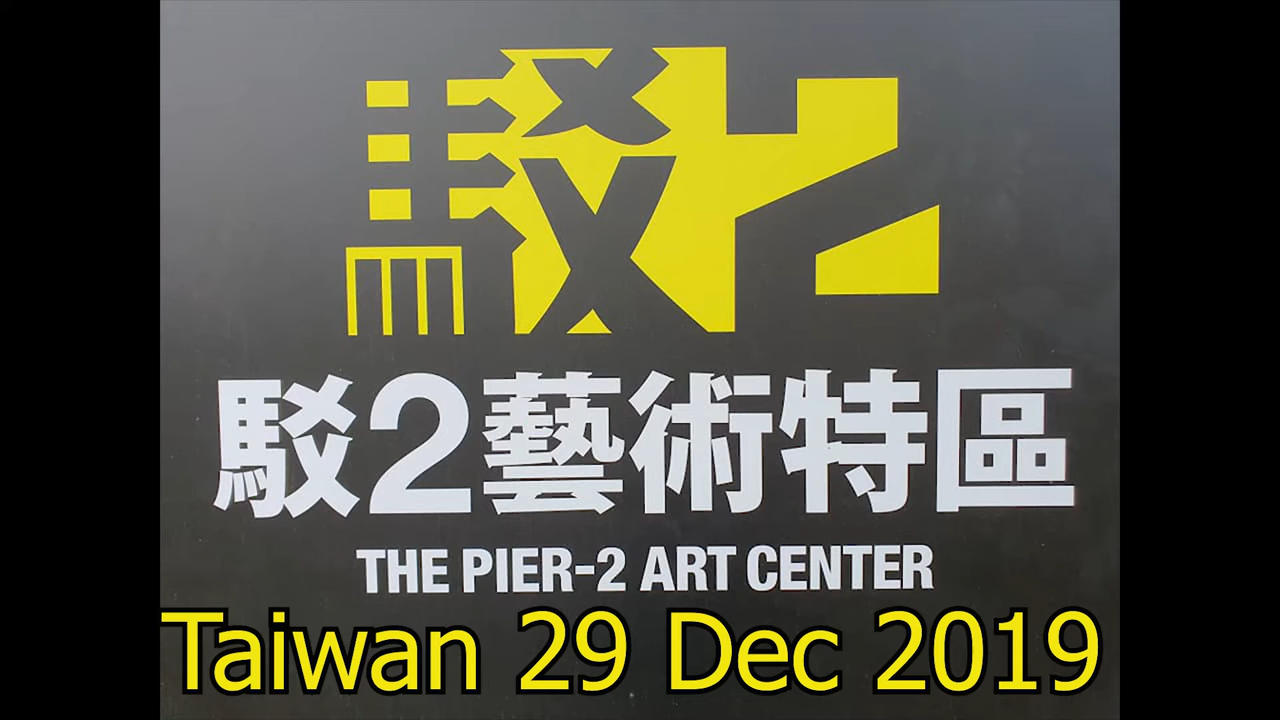 駁2
駁2藝術特區
THE PIER-2 ART CENTER
Taiwan 29 Dec 2019